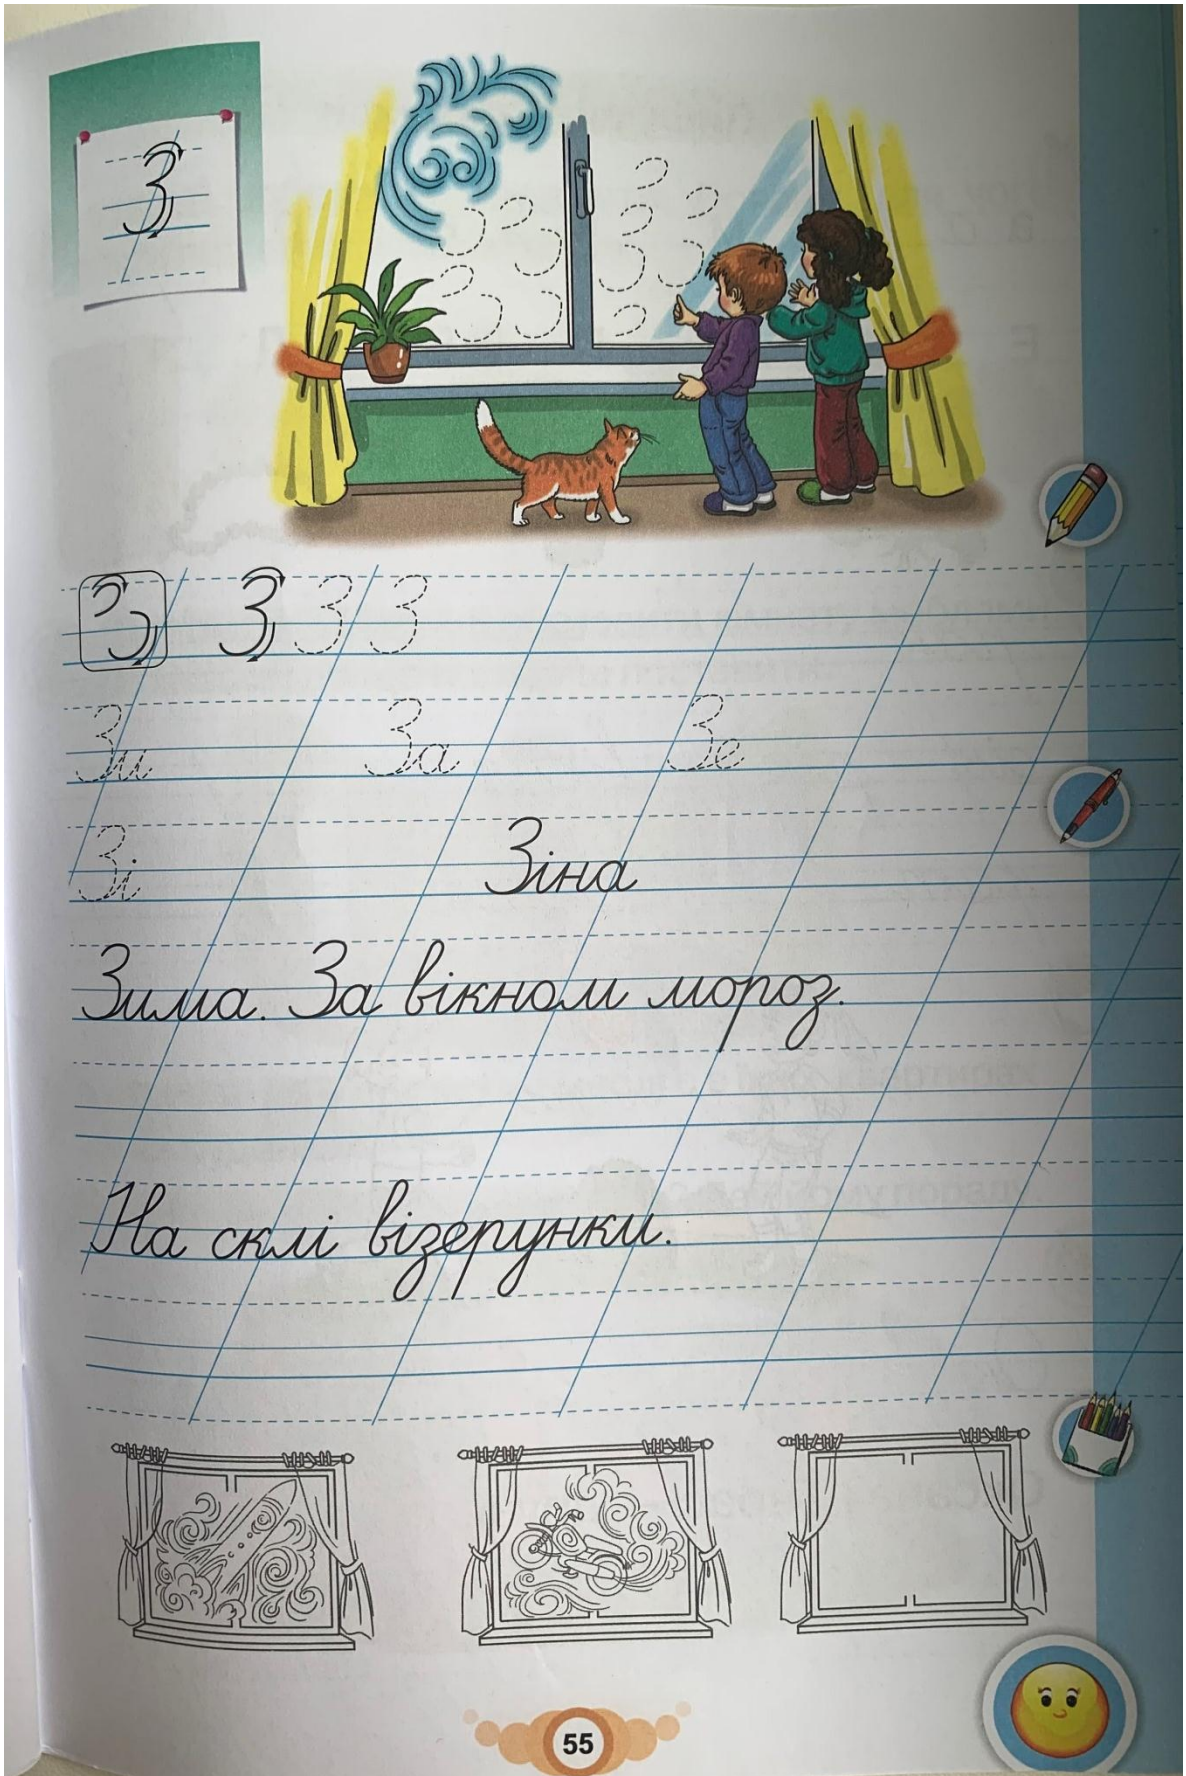 З
З З З З
Зи За Зе
Зі Зіна
Зима. За вікном мороз.
На склі візерунки.
55